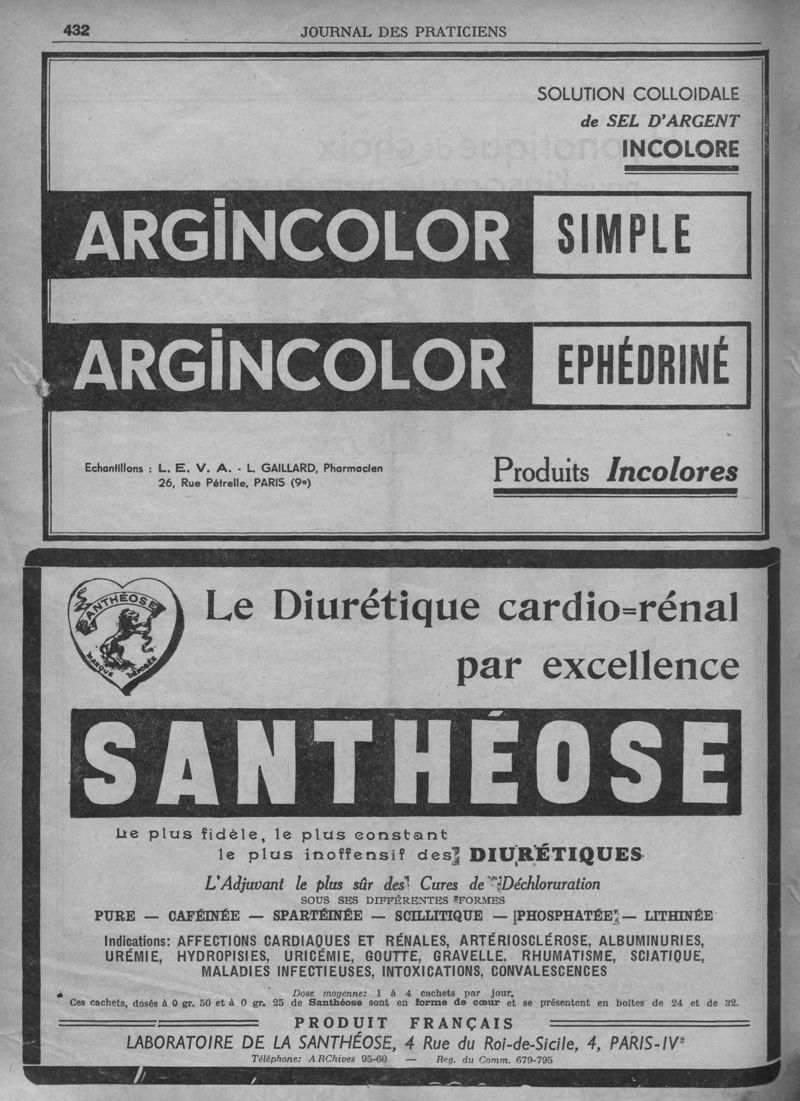 432
JOURNAL DES PRATICIENS
SOLUTION COLLOIDALE
de SEL D'ARGENT
INCOLORE
ARGINCOLOR SIMPLE
ARGINCOLOR EPHÉDRINÉ
Echantillons : L. E. V. A. - L. GAILLARD, Pharmacien
26, Rue Pétrelle, PARIS (9e)
Produits Incolores
SANTHÉOSE
MARQUE DÉPOSÉE
Le Diurétique cardio=rénal
par excellence
SANTHÉOSE
Le plus fidèle, le plus constant
le plus inoffensif des DIURÉTIQUES
L'Adjuvant le plus sûr des Cures de Déchloruration
SOUS SES DIFFÉRENTES FORMES
PURE — CAFÉINÉE — SPARTÉINÉE — SCILLITIQUE — PHOSPHATÉE — LITHINÉE
Indications: AFFECTIONS CARDIAQUES ET RÉNALES, ARTÉRIOSCLÉROSE, ALBUMINURIES,
URÉMIE, HYDROPISIES, URICÉMIE, GOUTTE, GRAVELLE. RHUMATISME, SCIATIQUE,
MALADIES INFECTIEUSES, INTOXICATIONS, CONVALESCENCES
Dose moyenne: 1 à 4 cachets par jour.
Ces cachets, dosés à 0 gr. 50 et à 0 gr. 25 de Santhéose sont en forme de cœur et se présentent en boîtes de 24 et de 32.
PRODUIT FRANÇAIS
LABORATOIRE DE LA SANTHÉOSE, 4 Rue du Roi-de-Sicile, 4, PARIS-IVe
Téléphone: ARChives 95-60 — Reg. du Comm. 679-795